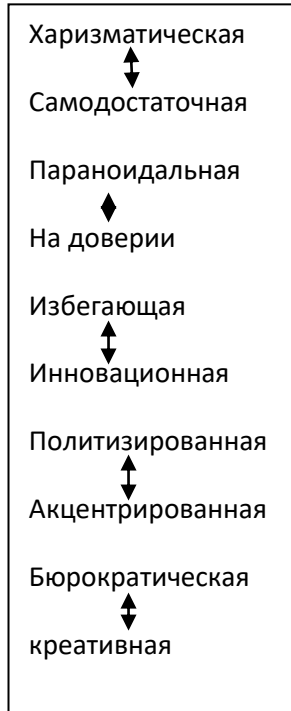 Харизматическая
Самодостаточная
Параноидальная
На доверии
Избегающая
Инновационная
Политизированная
Акцентрированная
Бюрократическая
креативная